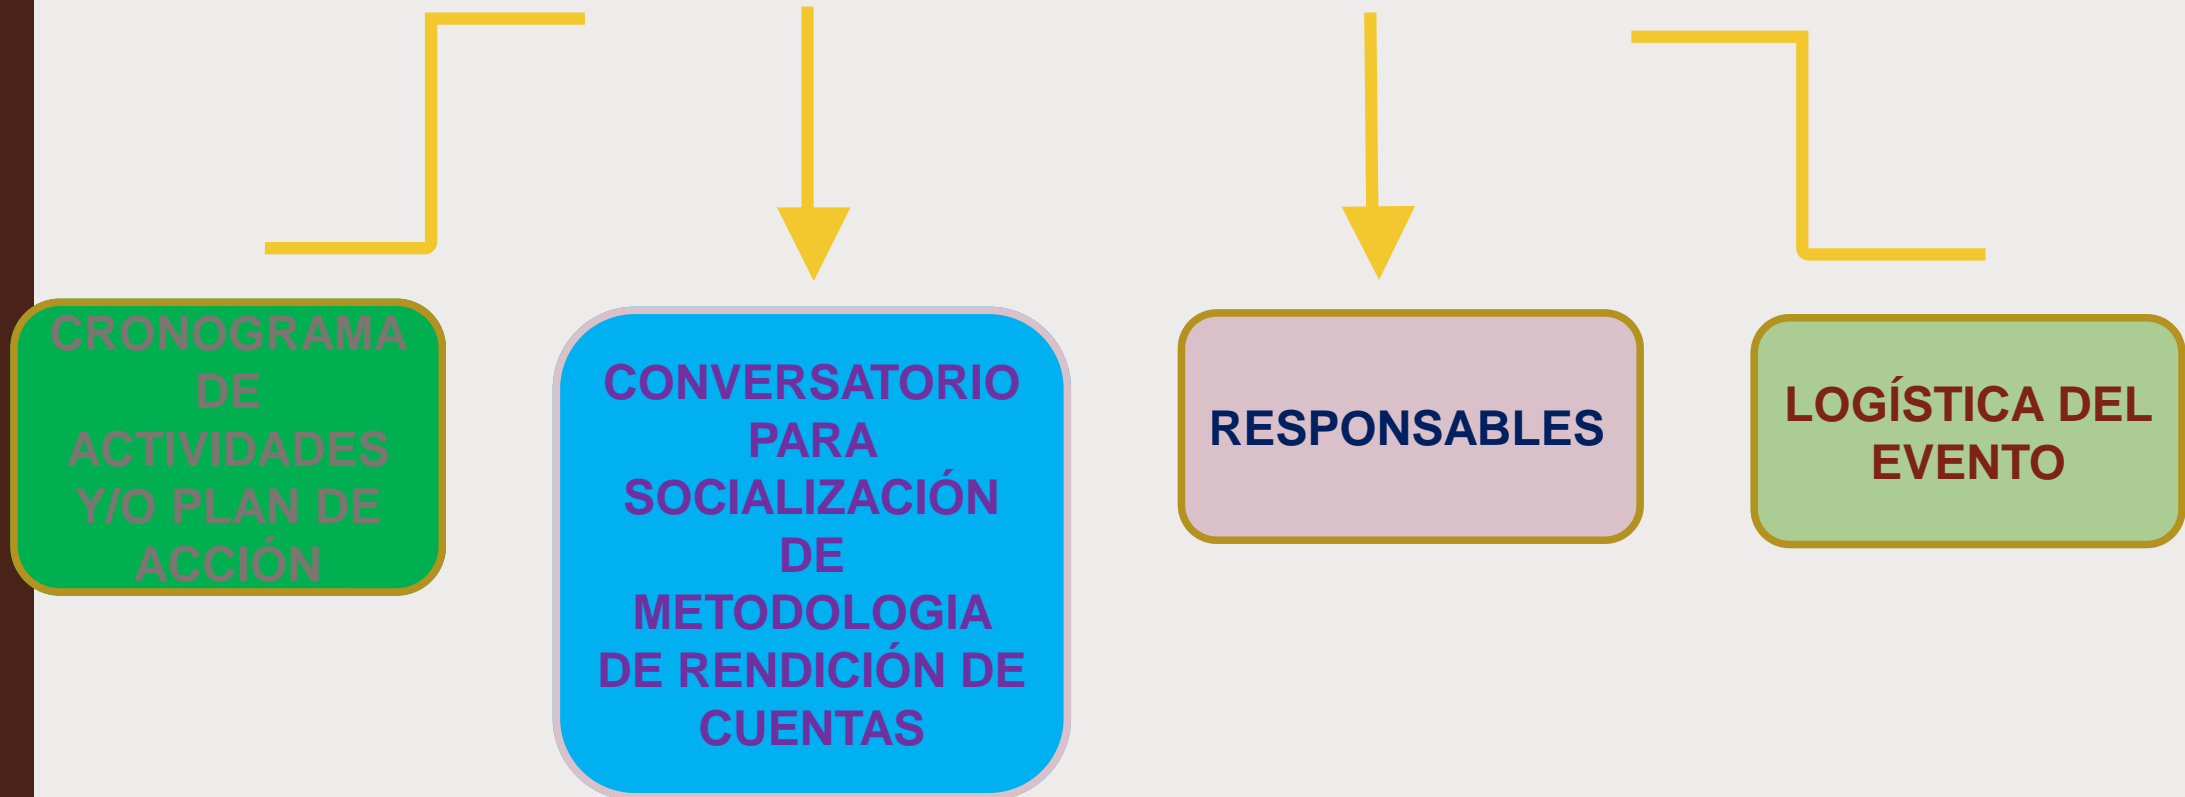 CRONOGRAMA
DE
ACTIVIDADES
Y/O PLAN DE
ACCIÓN
CONVERSATORIO
PARA
SOCIALIZACIÓN
DE
METODOLOGIA
DE RENDICIÓN DE
CUENTAS
RESPONSABLES
LOGÍSTICA DEL
EVENTO